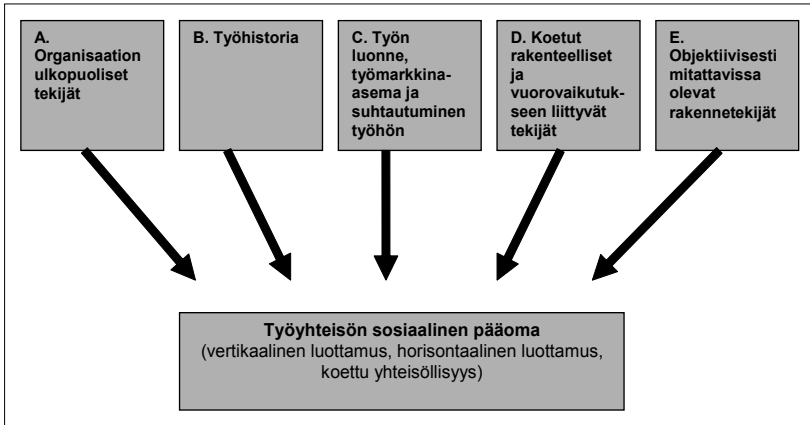 A.
Organisaation
ulkopuoliset
tekijät
B. Työhistoria
C. Työn
luonne,
työmarkkina-
asema ja
suhtautuminen
työhön
D. Koetut
rakenteelliset
ja
vuorovaikutuk-
seen liittyvät
tekijät
E.
Objektiivisesti
mitattavissa
olevat
rakennetekijät
Työyhteisön sosiaalinen pääoma
(vertikaalinen luottamus, horisontaalinen luottamus,
koettu yhteisöllisyys)